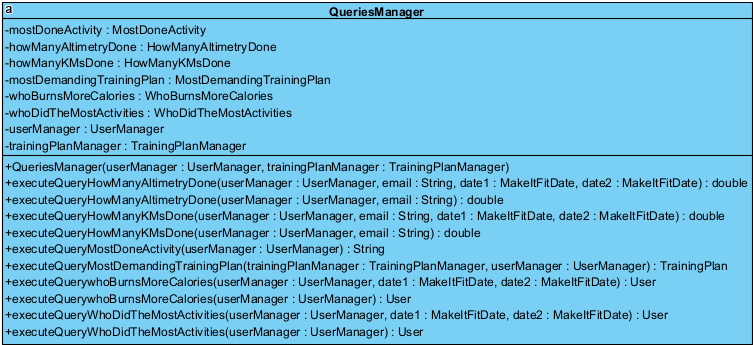 a
QueriesManager
-mostDoneActivity : MostDoneActivity
-howManyAltimetryDone : HowManyAltimetryDone
-howManyKMsDone : HowManyKMsDone
-mostDemandingTrainingPlan : MostDemandingTrainingPlan
-whoBurnsMoreCalories : WhoBurnsMoreCalories
-whoDidTheMostActivities : WhoDidTheMostActivities
-userManager : UserManager
-trainingPlanManager : TrainingPlanManager
+QueriesManager(userManager : UserManager, trainingPlanManager : TrainingPlanManager)
+executeQueryHowManyAltimetryDone(userManager : UserManager, email : String, date1 : MakeItFitDate, date2 : MakeItFitDate) : double
+executeQueryHowManyAltimetryDone(userManager : UserManager, email : String) : double
+executeQueryHowManyKMsDone(userManager : UserManager, email : String, date1 : MakeItFitDate, date2 : MakeItFitDate) : double
+executeQueryHowManyKMsDone(userManager : UserManager, email : String) : double
+executeQueryMostDoneActivity(userManager : UserManager) : String
+executeQueryMostDemandingTrainingPlan(trainingPlanManager : TrainingPlanManager, userManager : UserManager) : TrainingPlan
+executeQuerywhoBurnsMoreCalories(userManager : UserManager, date1 : MakeItFitDate, date2 : MakeItFitDate) : User
+executeQuerywhoBurnsMoreCalories(userManager : UserManager) : User
+executeQueryWhoDidTheMostActivities(userManager : UserManager, date1 : MakeItFitDate, date2 : MakeItFitDate) : User
+executeQueryWhoDidTheMostActivities(userManager : UserManager) : User